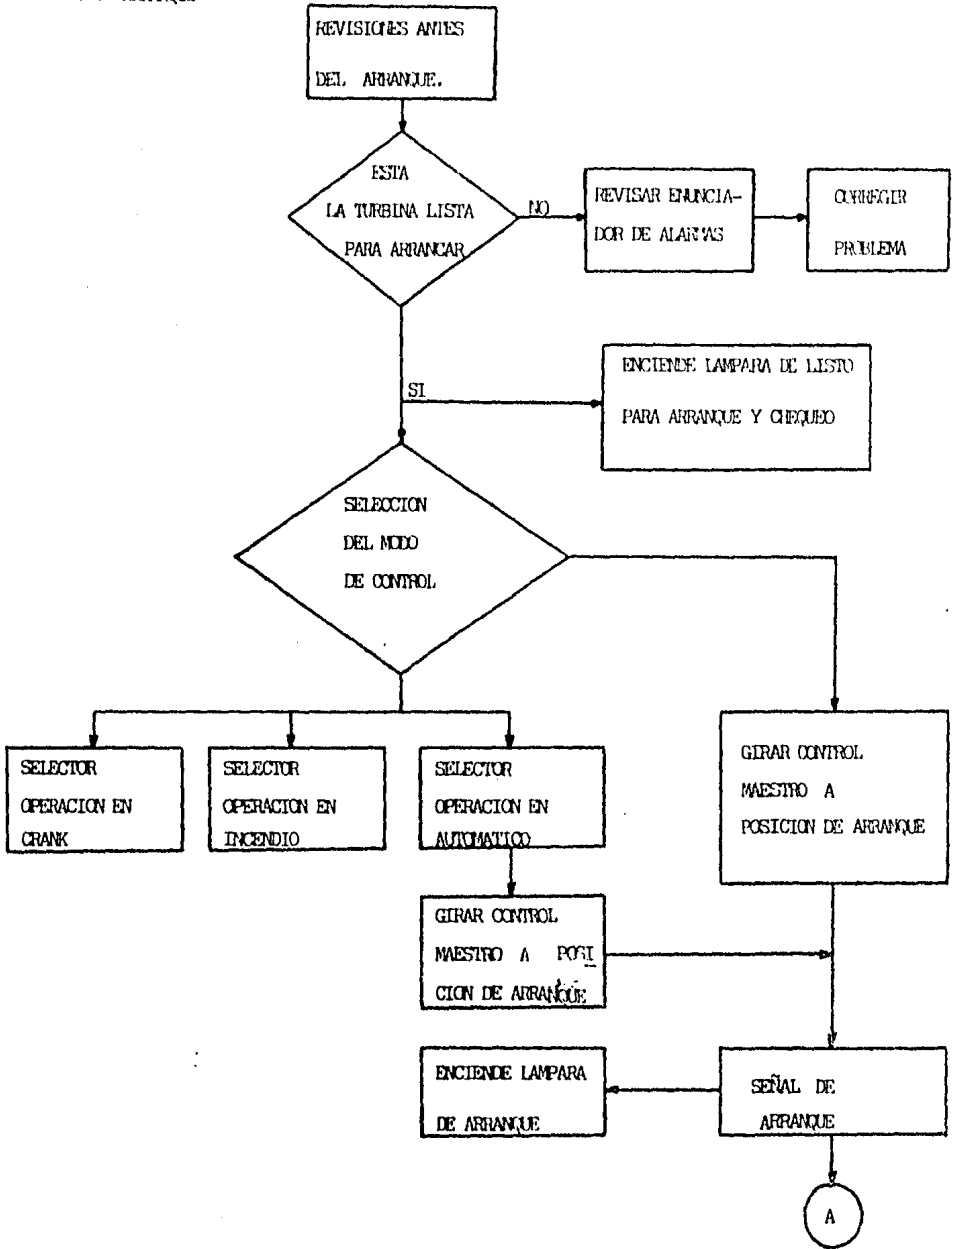 REVISIONES ANTES
DEL ARRANQUE.
ESTA
LA TURBINA LISTA
PARA ARRANCAR
NO
REVISAR ENUNCIA-
DOR DE ALARMAS
CORREGIR
PROBLEMA
SI
ENCIENDE LAMPARA DE LISTO
PARA ARRANQUE Y CHEQUEO
SELECCION
DEL MODO
DE CONTROL
SELECTOR
OPERACION EN
CRANK
SELECTOR
OPERACION EN
INCENDIO
SELECTOR
OPERACION EN
AUTOMATICO
GIRAR CONTROL
MAESTRO A
POSICION DE ARRANQUE
GIRAR CONTROL
MAESTRO A POSI
CION DE ARRANQUE
ENCIENDE LAMPARA
DE ARRANQUE
SEÑAL DE
ARRANQUE
A